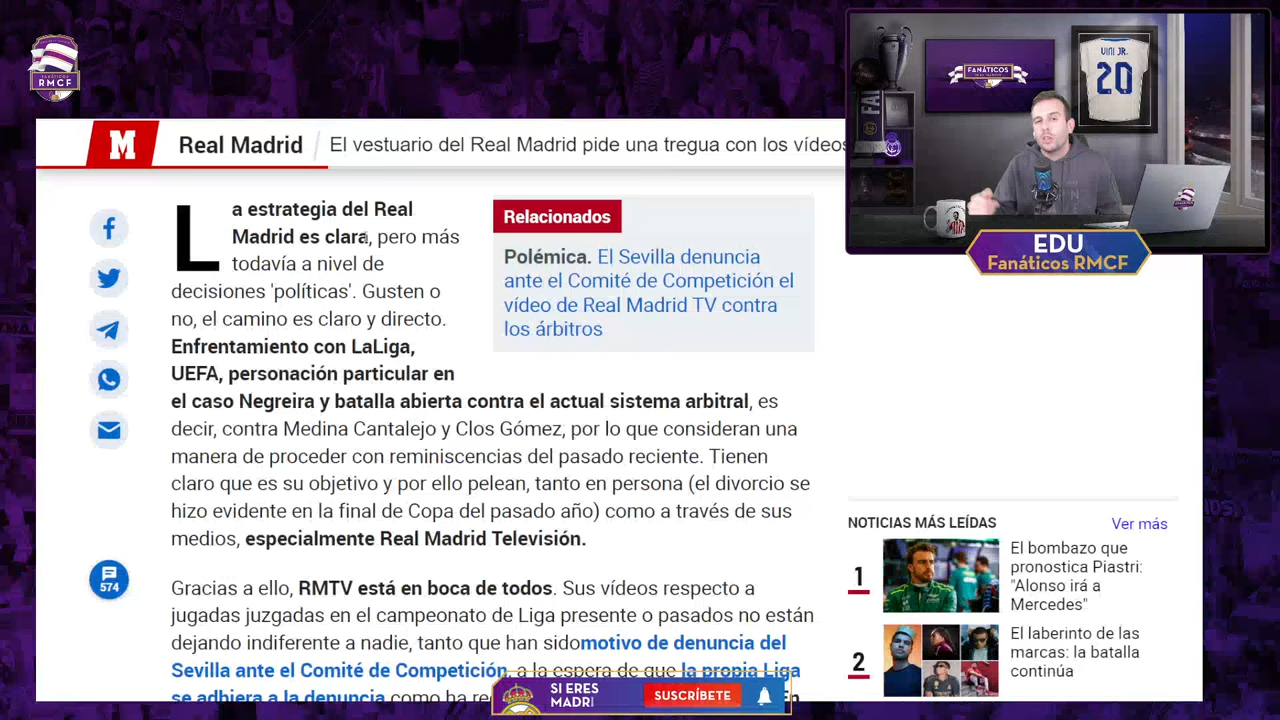 FANÁTICOS
RMCF
FANÁTICOS
VINI JR.
20
FAN
EDU
Fanáticos RMCF
M
Real Madrid
El vestuario del Real Madrid pide una tregua con los vídeos
La estrategia del Real
Madrid es clara, pero más
todavía a nivel de
decisiones 'políticas'. Gusten o
no, el camino es claro y directo.
Enfrentamiento con LaLiga,
UEFA, personación particular en
el caso Negreira y batalla abierta contra el actual sistema arbitral, es
decir, contra Medina Cantalejo y Clos Gómez, por lo que consideran una
manera de proceder con reminiscencias del pasado reciente. Tienen
claro que es su objetivo y por ello pelean, tanto en persona (el divorcio se
hizo evidente en la final de Copa del pasado año) como a través de sus
medios, especialmente Real Madrid Televisión.
Relacionados
Polémica. El Sevilla denuncia
ante el Comité de Competición el
vídeo de Real Madrid TV contra
los árbitros
574
Gracias a ello, RMTV está en boca de todos. Sus vídeos respecto a
jugadas juzgadas en el campeonato de Liga presente o pasados no están
dejando indiferente a nadie, tanto que han sidomotivo de denuncia del
Sevilla ante el Comité de Competición, a la espera de que la propia Liga
se adhiera a la denuncia como ha
NOTICIAS MÁS LEÍDAS
Ver más
1
El bombazo que
pronostica Piastri:
"Alonso irá a
Mercedes"
2
El laberinto de las
marcas: la batalla
continúa
SI ERES
MADRI
SUSCRÍBETE